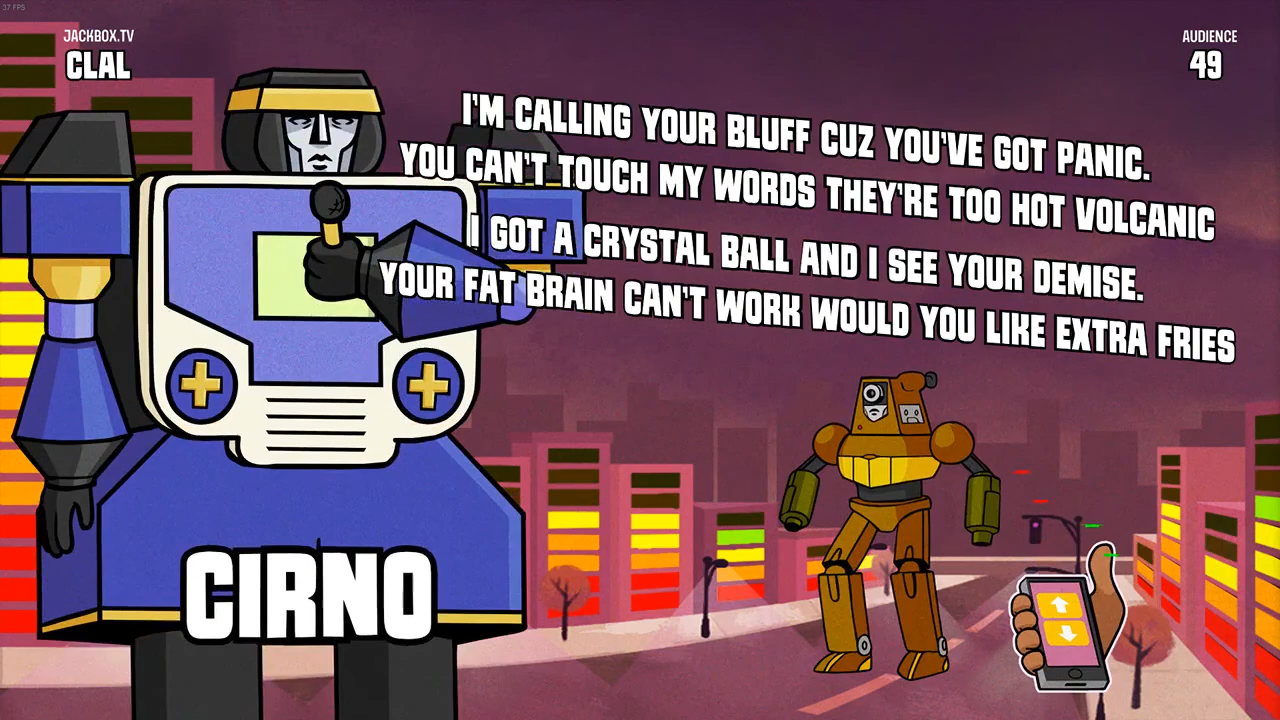 37 FPS
JACKBOX.TV
CLAL
AUDIENCE
49
I'M CALLING YOUR BLUFF CUZ YOU'VE GOT PANIC.
YOU CAN'T TOUCH MY WORDS THEY'RE TOO HOT VOLCANIC
I GOT A CRYSTAL BALL AND I SEE YOUR DEMISE.
YOUR FAT BRAIN CAN'T WORK WOULD YOU LIKE EXTRA FRIES
CIRNO